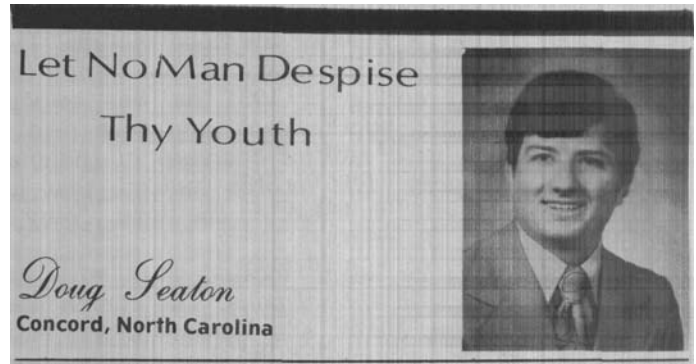 Let No Man Despise
Thy Youth
Doug Seaton
Concord, North Carolina